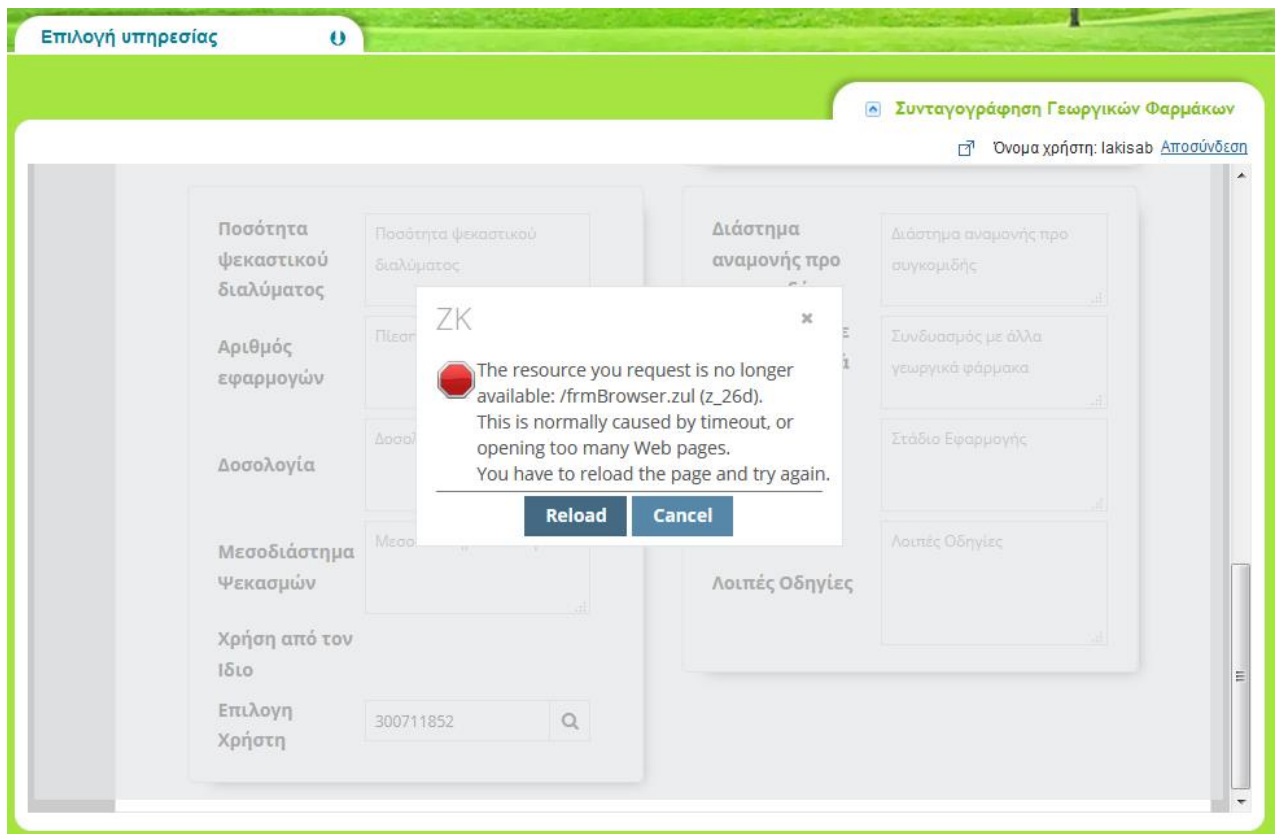 Επιλογή υπηρεσίας
Συνταγογράφηση Γεωργικών Φαρμάκων
Όνομα χρήστη: lakisab Αποσύνδεση
Ποσότητα
ψεκαστικού
διαλύματος
Ποσότητα ψεκαστικού
διαλύματος
Διάστημα
αναμονής προ
Διάστημα αναμονής προ
συγκομιδής
Αριθμός
εφαρμογών
Συνδυασμός με άλλα
γεωργικά φάρμακα
ZK
The resource you request is no longer
available: /frmBrowser.zul (z_26d).
This is normally caused by timeout, or
opening too many Web pages.
You have to reload the page and try again.
Reload Cancel
Δοσολογία
Στάδιο Εφαρμογής
Μεσοδιάστημα
Ψεκασμών
Λοιπές Οδηγίες
Λοιπές Οδηγίες
Χρήση από τον
Ιδιο
Επιλογη
Χρήστη
300711852